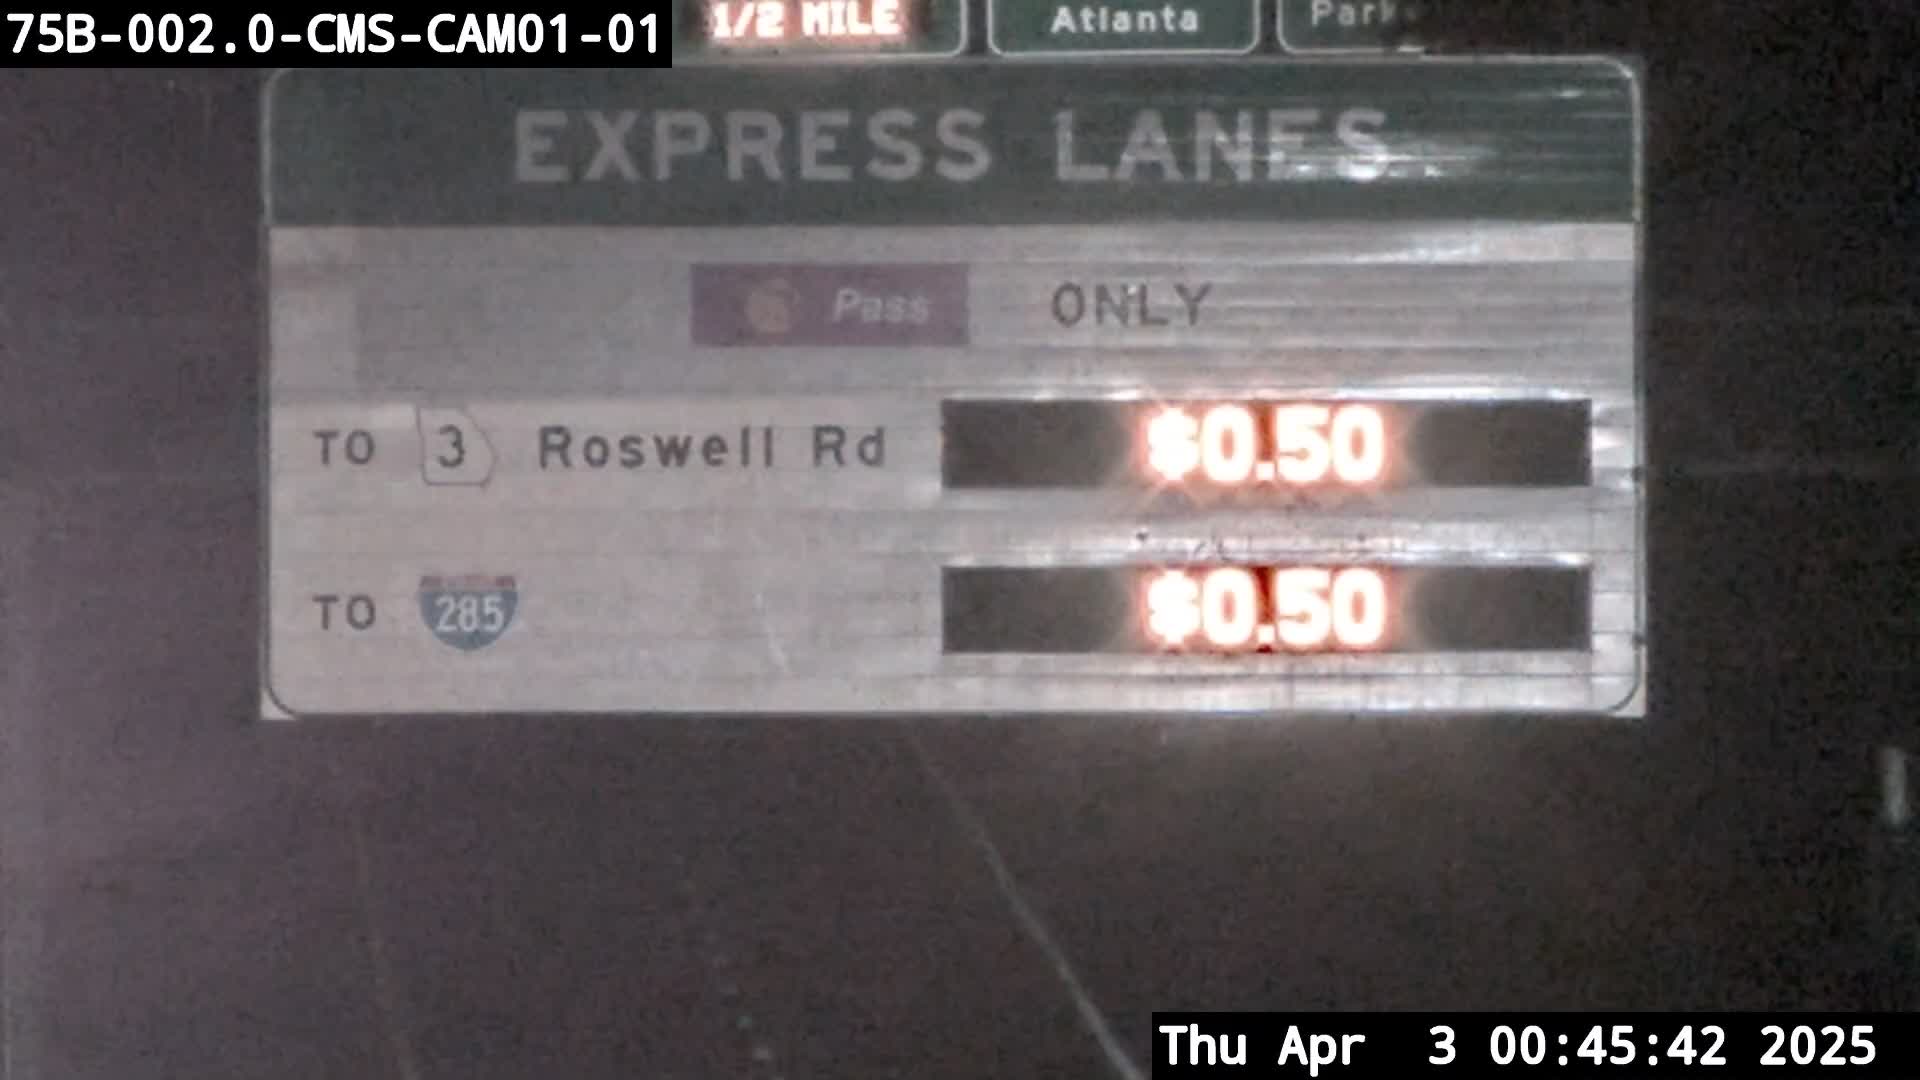 75B-002.0-CMS-CAM01-01
1/2 MILE
Atlanta
EXPRESS LANES
Pass ONLY
TO 3 Roswell Rd $0.50
TO 285 $0.50
Thu Apr 3 00:45:42 2025